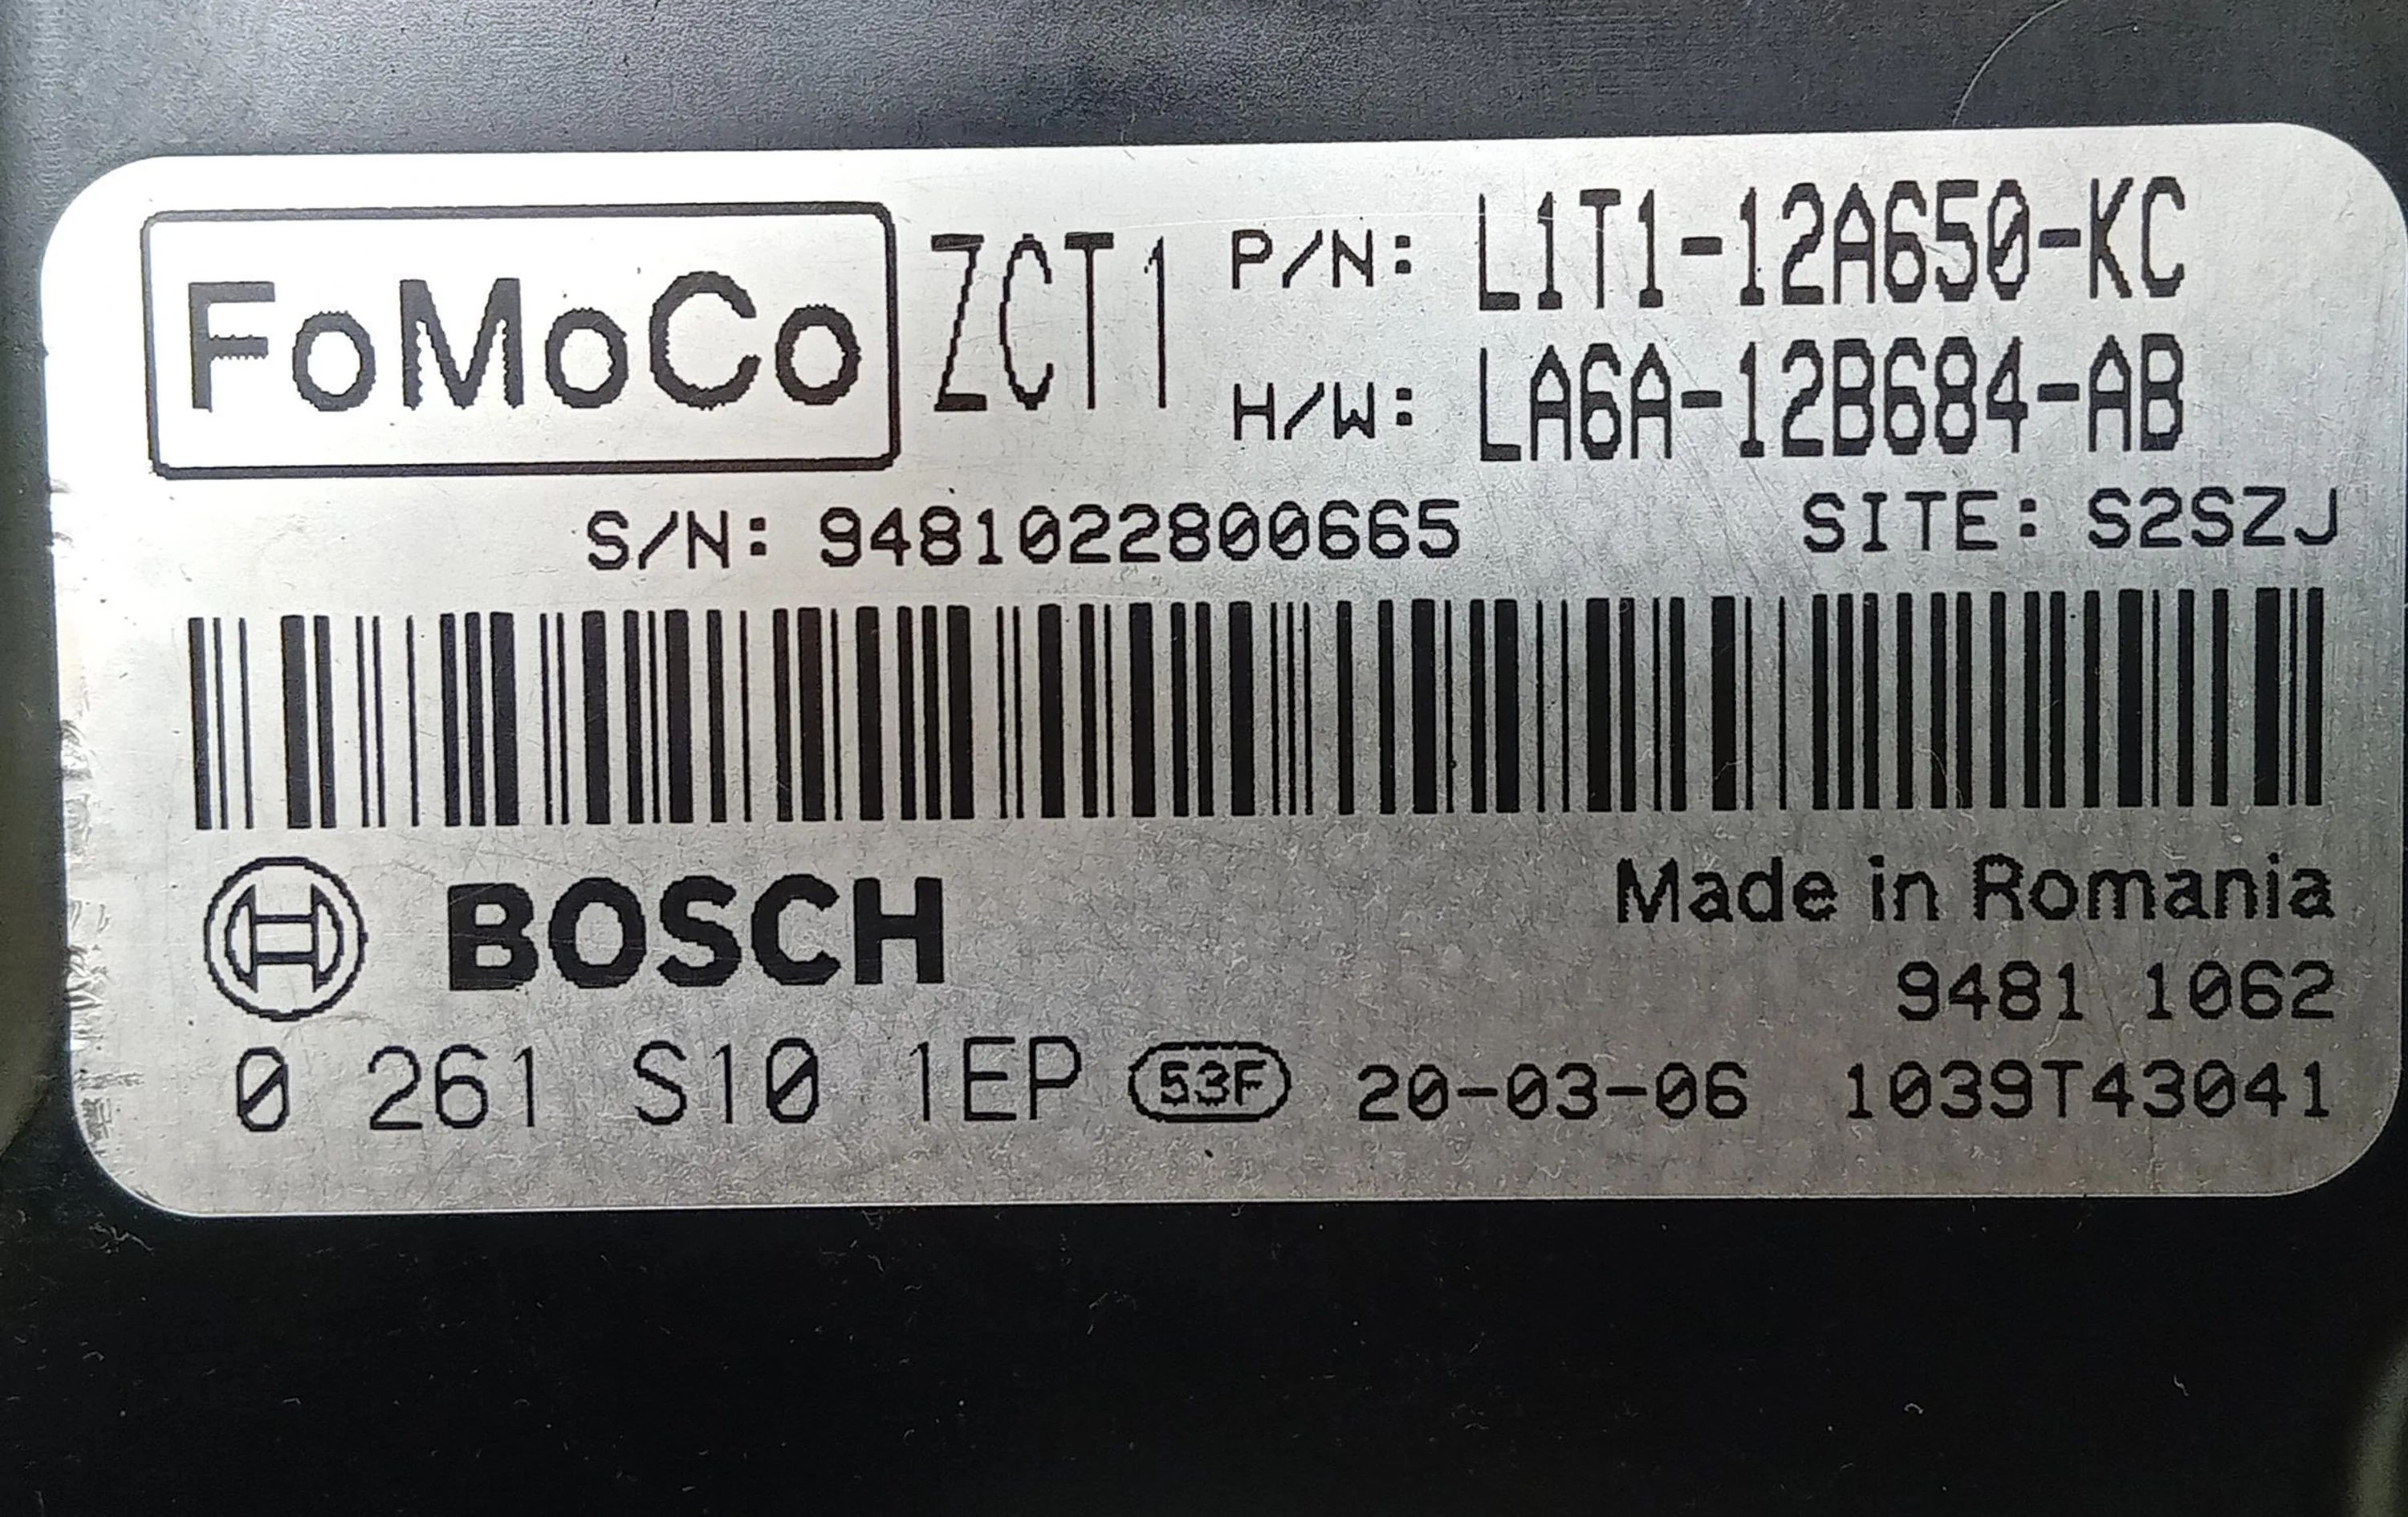 FoMoCo ZCT1 P/N: L1T1-12A650-KC
H/W: LA6A-12B684-AB
S/N: 9481022800665 SITE: S2SZJ
BOSCH Made in Romania
9481 1062
0 261 S10 1EP 53F 20-03-06 1039T43041